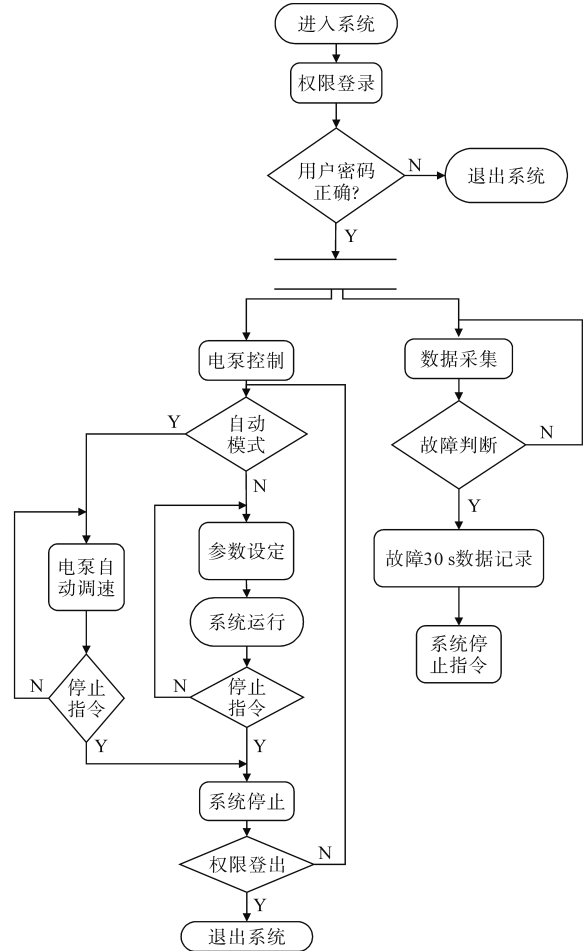 进入系统
权限登录
用户密码
正确?
N
退出系统
Y
电泵控制
数据采集
Y
自动
模式
N
故障判断
N
Y
参数设定
电泵自
动调速
故障30 s数据记录
系统运行
系统停
止指令
N
停止
指令
Y
N
停止
指令
Y
系统停止
权限登出
N
Y
退出系统